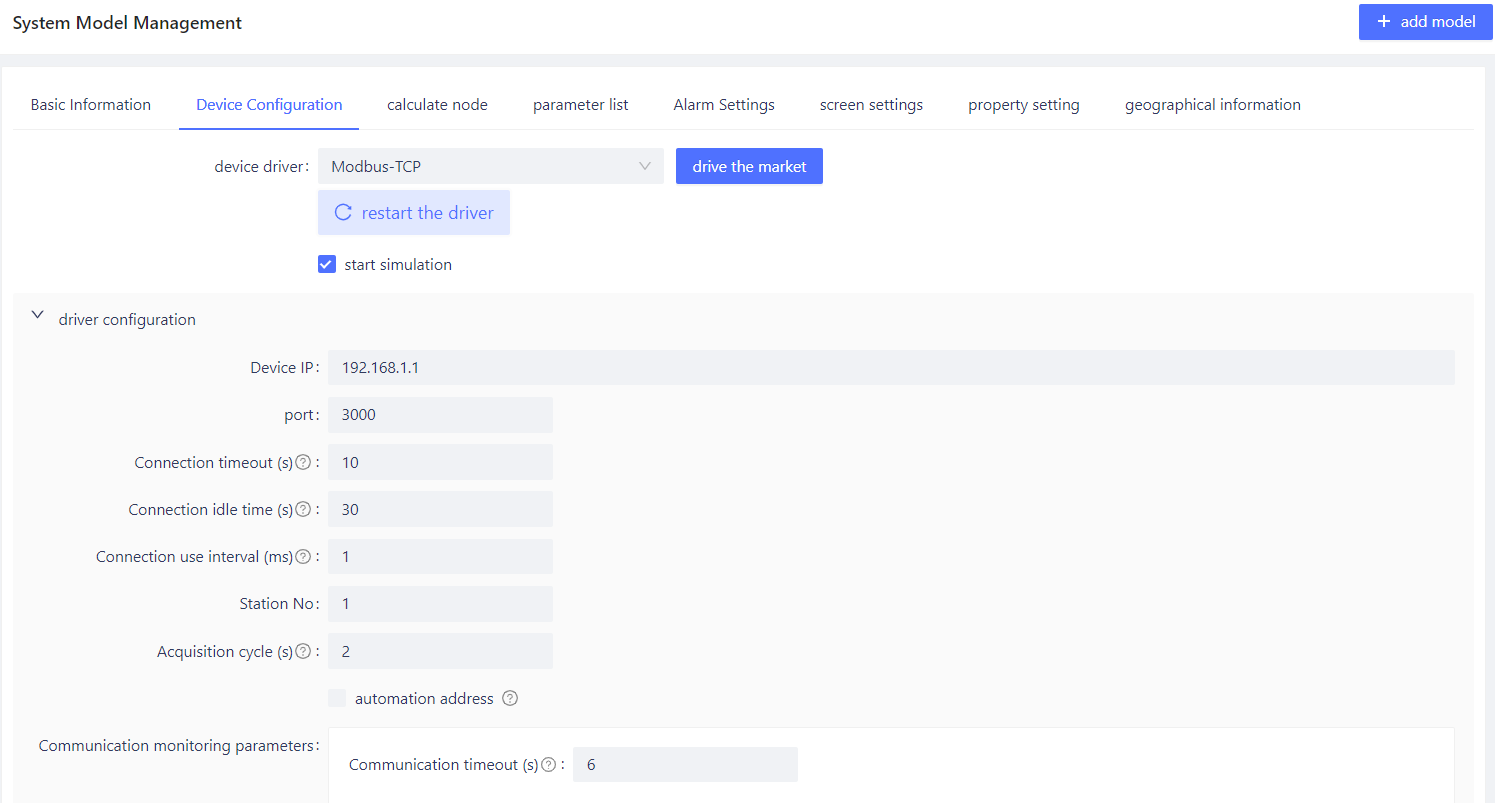 System Model Management
+ add model
Basic Information Device Configuration calculate node parameter list Alarm Settings screen settings property setting geographical information
device driver: Modbus-TCP drive the market
restart the driver
start simulation
driver configuration
Device IP: 192.168.1.1
port: 3000
Connection timeout (s)? : 10
Connection idle time (s)? : 30
Connection use interval (ms)? : 1
Station No: 1
Acquisition cycle (s)? : 2
automation address ?
Communication monitoring parameters:
Communication timeout (s)? : 6